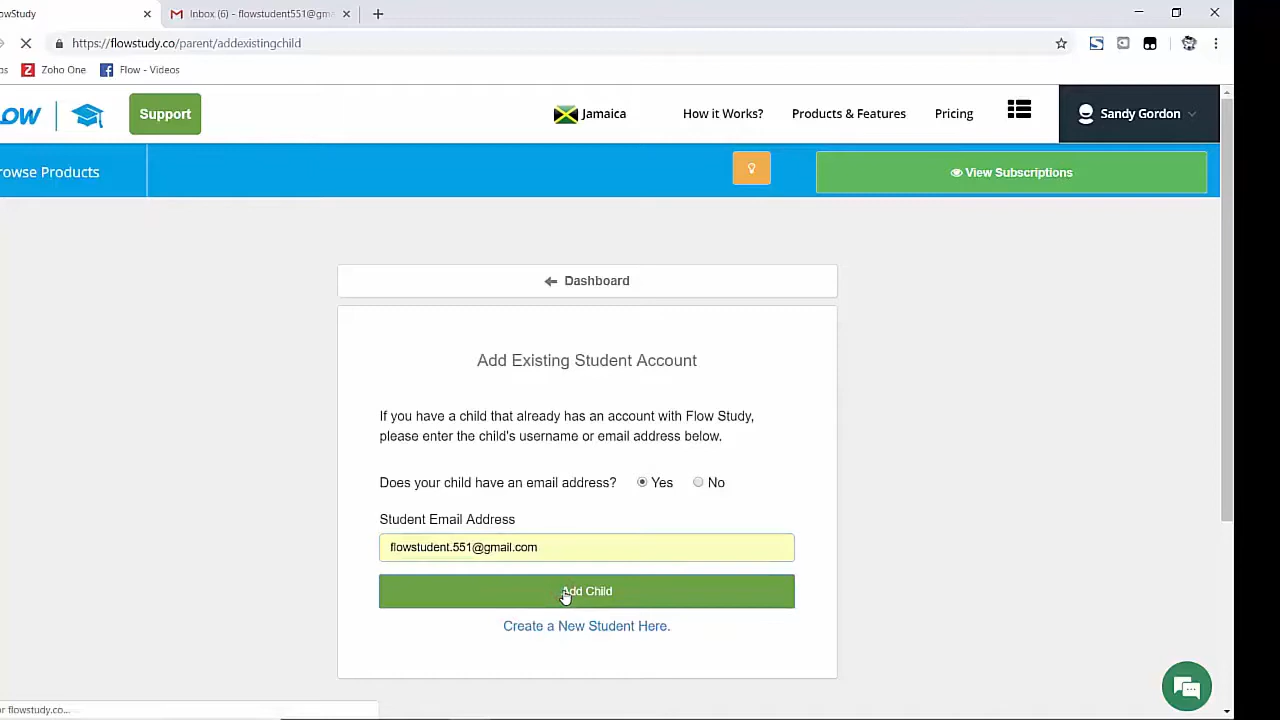 owStudy
Inbox (6) - flowstudent551@gma
https://flowstudy.co/parent/addexistingchild
Zoho One
Flow - Videos
LOW
Support
Jamaica
How it Works?
Products & Features
Pricing
Sandy Gordon
rowse Products
View Subscriptions
Dashboard
Add Existing Student Account
If you have a child that already has an account with Flow Study,
please enter the child's username or email address below.
Does your child have an email address? Yes No
Student Email Address
flowstudent.551@gmail.com
Add Child
Create a New Student Here.
or flowstudy.co...